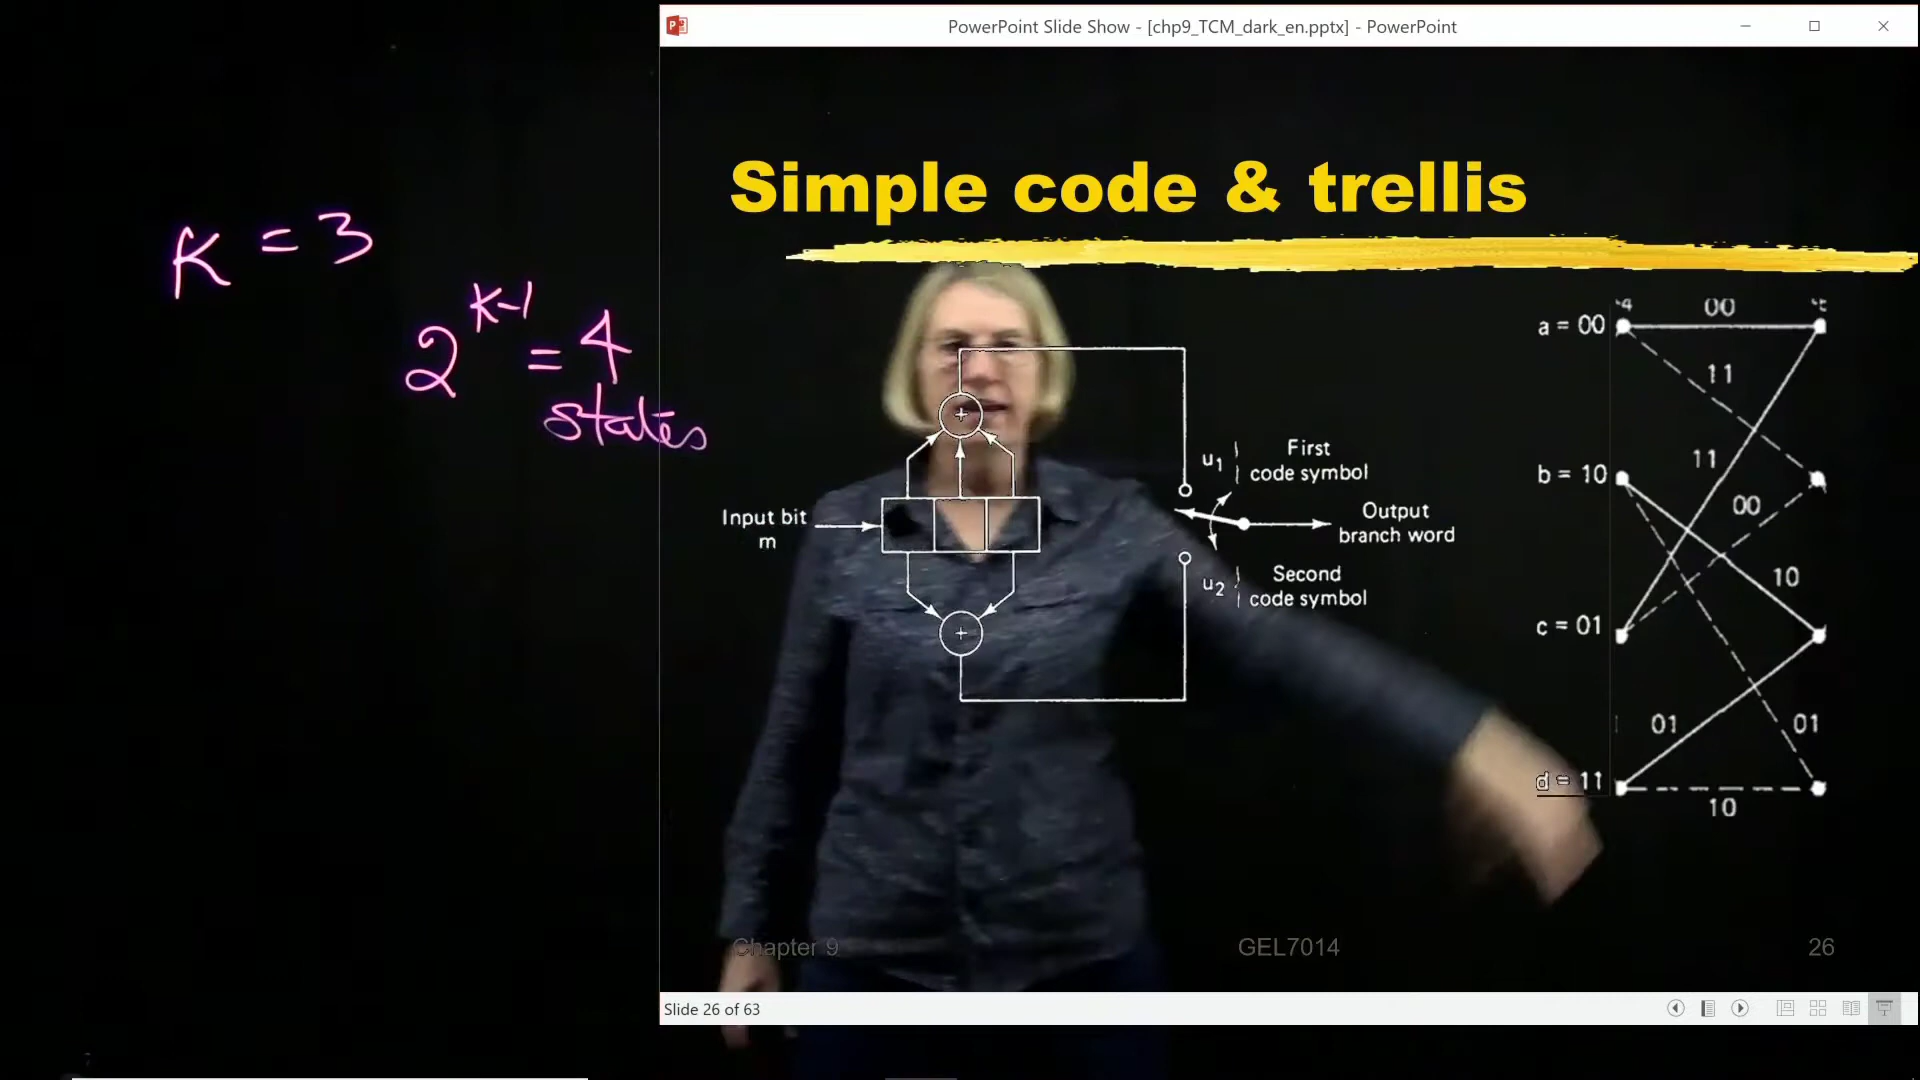 PowerPoint Slide Show - [chp9_TCM_dark_en.pptx] - PowerPoint
Simple code & trellis
K = 3
2^{K-1} = 4
states
Input bit
m
u₁
First
code symbol
Output
branch word
u₂
Second
code symbol
a = 00
b = 10
c = 01
d = 11
00
11
11
00
10
01
01
10
Chapter 9
GEL7014
26
Slide 26 of 63